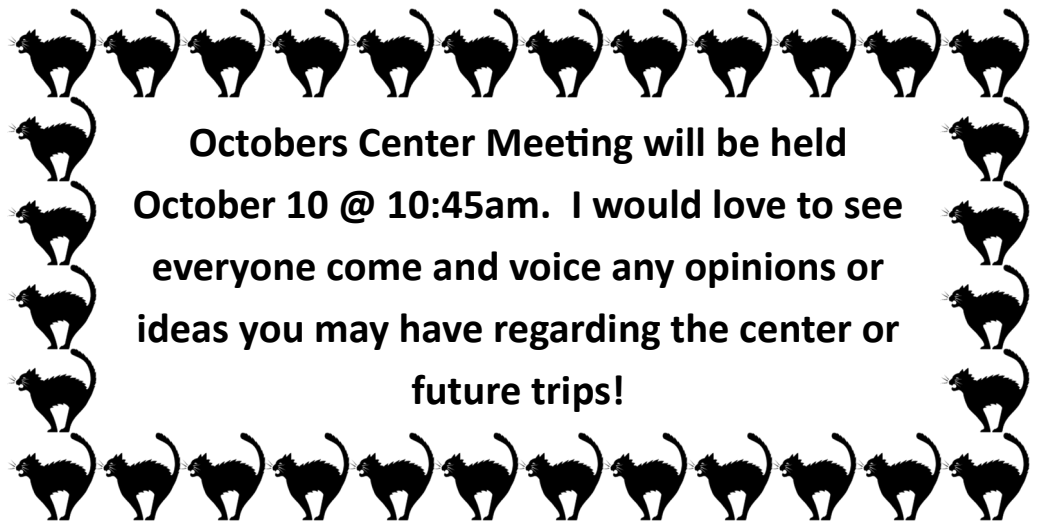 Octobers Center Meeting will be held
October 10 @ 10:45am.  I would love to see
everyone come and voice any opinions or
ideas you may have regarding the center or
future trips!